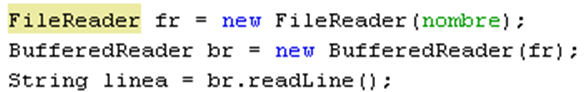 FileReader fr = new FileReader(nombre);
BufferedReader br = new BufferedReader(fr);
String linea = br.readLine();